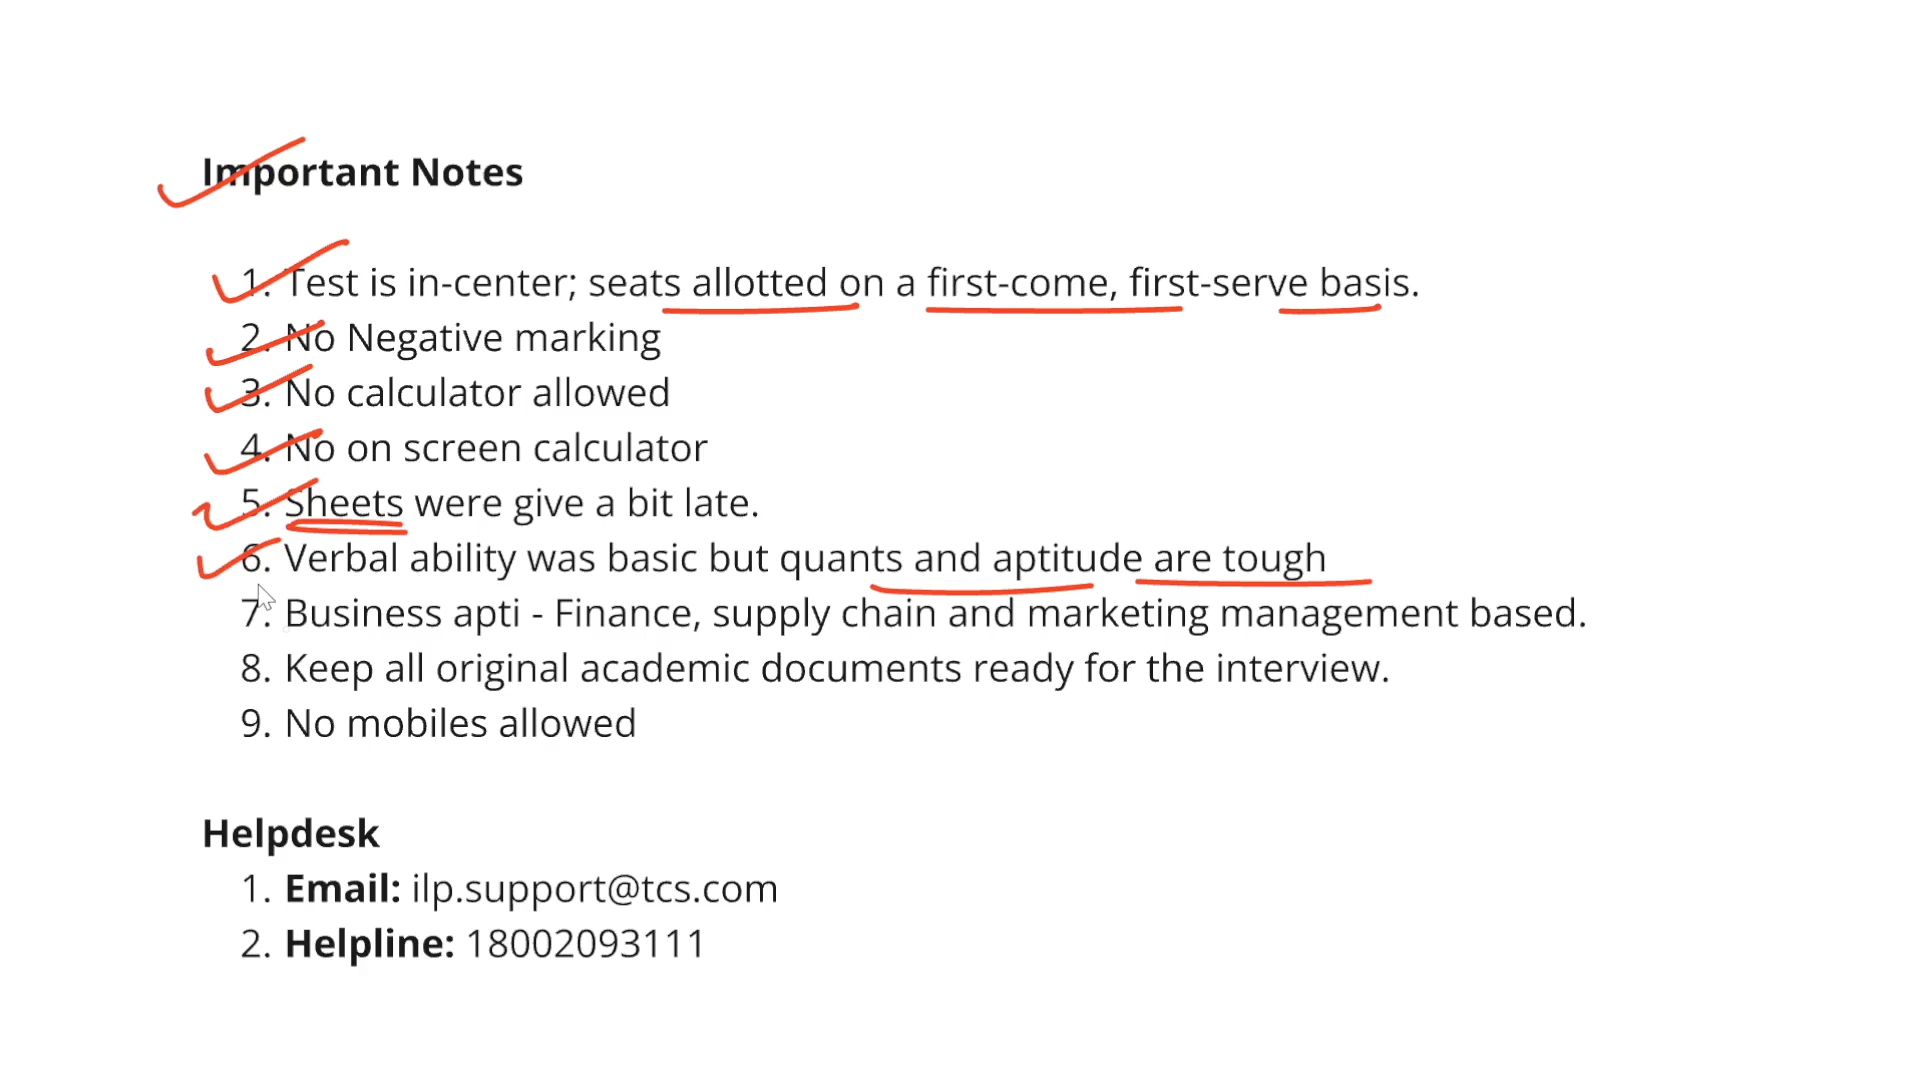 Important Notes
1. Test is in-center; seats allotted on a first-come, first-serve basis.
2. No Negative marking
3. No calculator allowed
4. No on screen calculator
5. Sheets were give a bit late.
6. Verbal ability was basic but quants and aptitude are tough
7. Business apti - Finance, supply chain and marketing management based.
8. Keep all original academic documents ready for the interview.
9. No mobiles allowed
Helpdesk
1. Email: ilp.support@tcs.com
2. Helpline: 18002093111